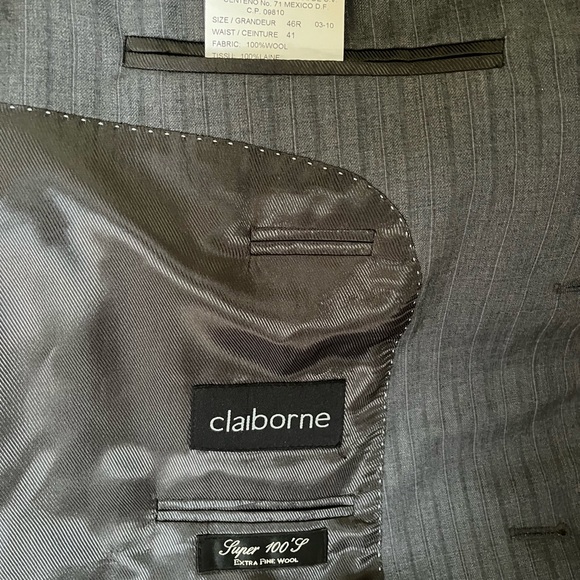 CENTENO No. 71 MEXICO D.F
C.P. 09810
SIZE / GRANDEUR 46R 03-10
WAIST / CEINTURE 41
FABRIC: 100%WOOL
TISSU: 100%LAINE
claiborne
Super 100'S
EXTRA FINE WOOL